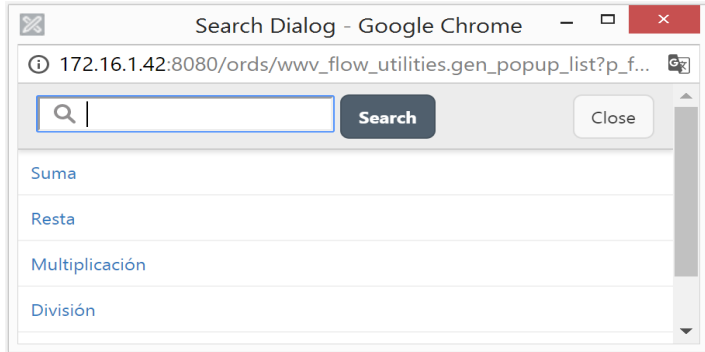 Search Dialog - Google Chrome
172.16.1.42:8080/ords/wwv_flow_utilities.gen_popup_list?p_f...
Search
Close
Suma
Resta
Multiplicación
División